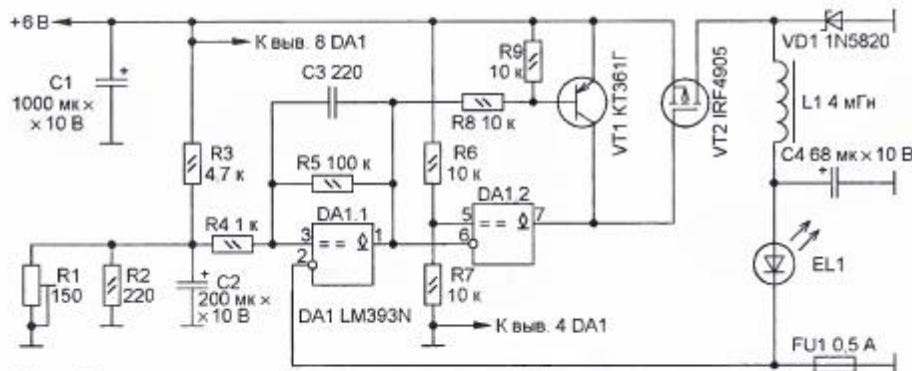 +6 В
К выв. 8 DA1
C1
1000 мк ×
× 10 В
C3 220
R9
10 к
R8 10 к
VT1 КТ361Г
VT2 IRF4905
VD1 1N5820
L1 4 мГн
C4 68 мк × 10 В
R3
4,7 к
R5 100 к
R6
10 к
DA1.1
DA1.2
R4 1 к
3
== 
1
2
5
==
7
6
EL1
R1
150
R2
220
C2
200 мк ×
× 10 В
DA1 LM393N
R7
10 к
К выв. 4 DA1
FU1 0,5 А